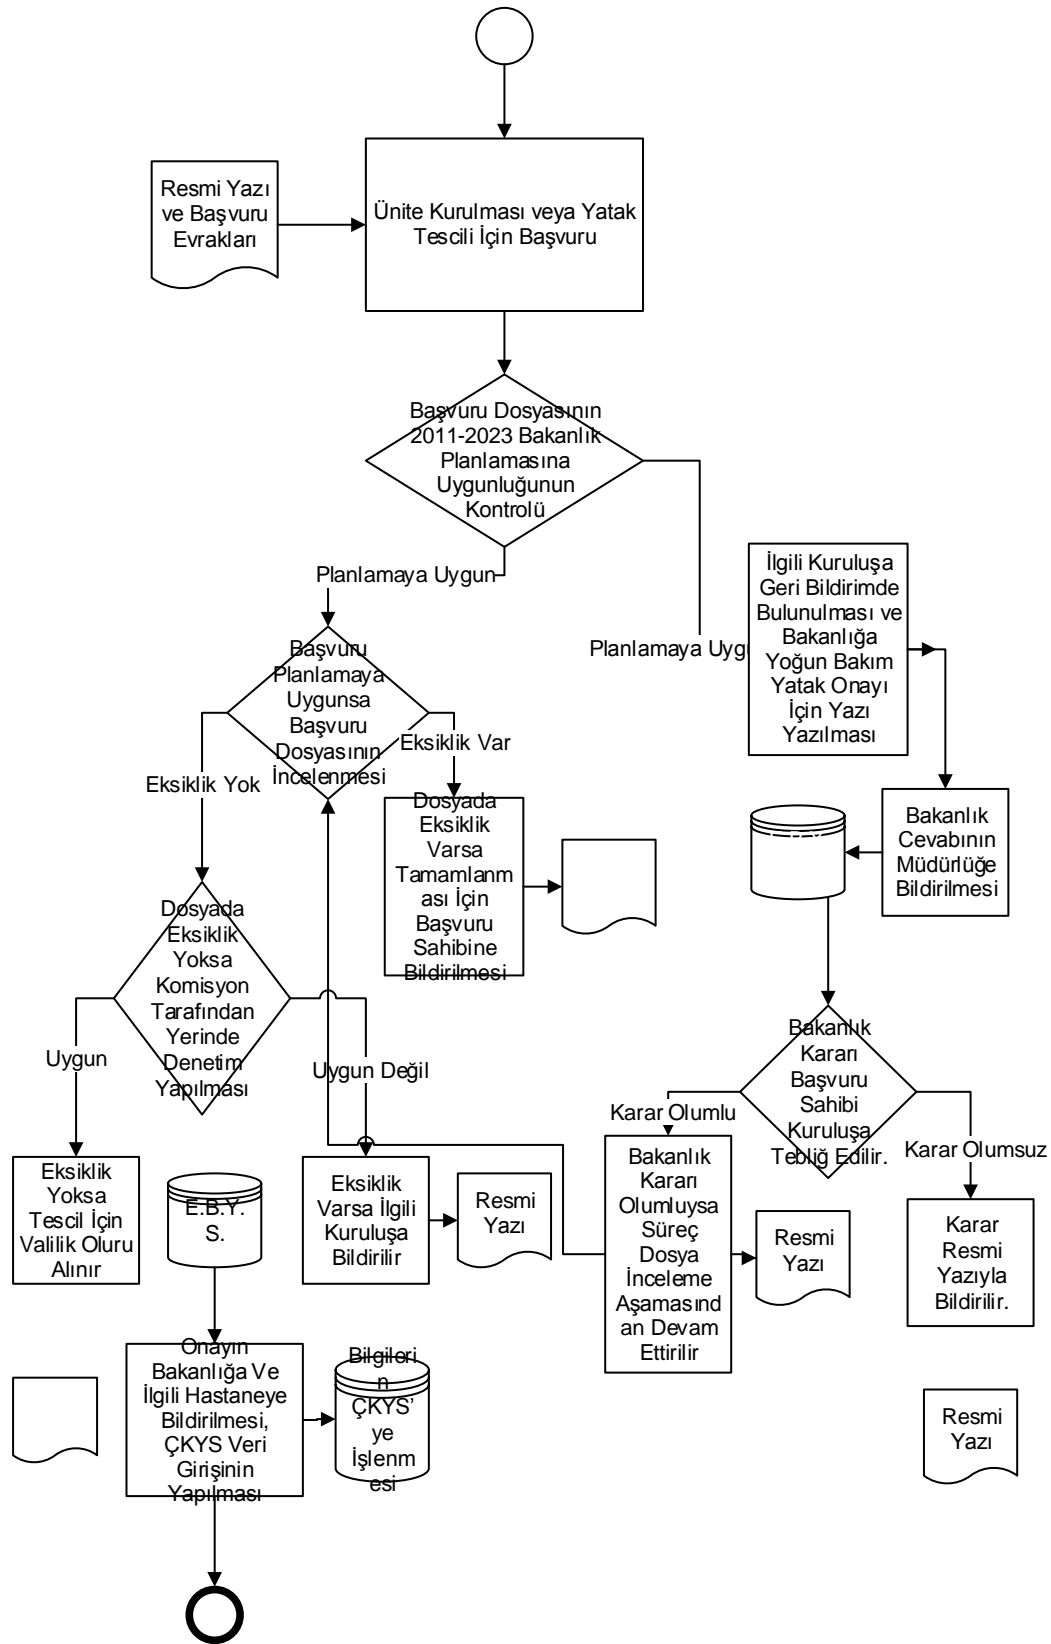 Resmi Yazı
ve Başvuru
Evrakları
Ünite Kurulması veya Yatak
Tescili İçin Başvuru
Başvuru Dosyasının
2011-2023 Bakanlık
Planlamasına
Uygunluğunun
Kontrolü
Planlamaya Uygun
Planlamaya Uygu
İlgili Kuruluşa
Geri Bildirimde
Bulunulması ve
Bakanlığa
Yoğun Bakım
Yatak Onayı
İçin Yazı
Yazılması
Başvuru
Planlamaya
Uygunsa
Başvuru
Dosyasının
İncelenmesi
Eksiklik Var
Eksiklik Yok
Dosyada
Eksiklik
Varsa
Tamamlanm
ası İçin
Başvuru
Sahibine
Bildirilmesi
Bakanlık
Cevabının
Müdürlüğe
Bildirilmesi
Dosyada
Eksiklik
Yoksa
Komisyon
Tarafından
Yerinde
Denetim
Yapılması
Uygun
Uygun Değil
Bakanlık
Kararı
Başvuru
Sahibi
Kuruluşa
Tebliğ Edilir.
Karar Olumlu
Karar Olumsuz
Eksiklik
Yoksa
Tescil İçin
Valilik Oluru
Alınır
E.B.Y.
S.
Eksiklik
Varsa İlgili
Kuruluşa
Bildirilir
Resmi
Yazı
Bakanlık
Kararı
Olumluysa
Süreç
Dosya
İnceleme
Aşamasınd
an Devam
Ettirilir
Resmi
Yazı
Karar
Resmi
Yazıyla
Bildirilir.
Onayın
Bakanlığa Ve
İlgili Hastaneye
Bildirilmesi,
ÇKYS Veri
Girişinin
Yapılması
Bilgileri
n
ÇKYS’
ye
İşlenm
esi
Resmi
Yazı